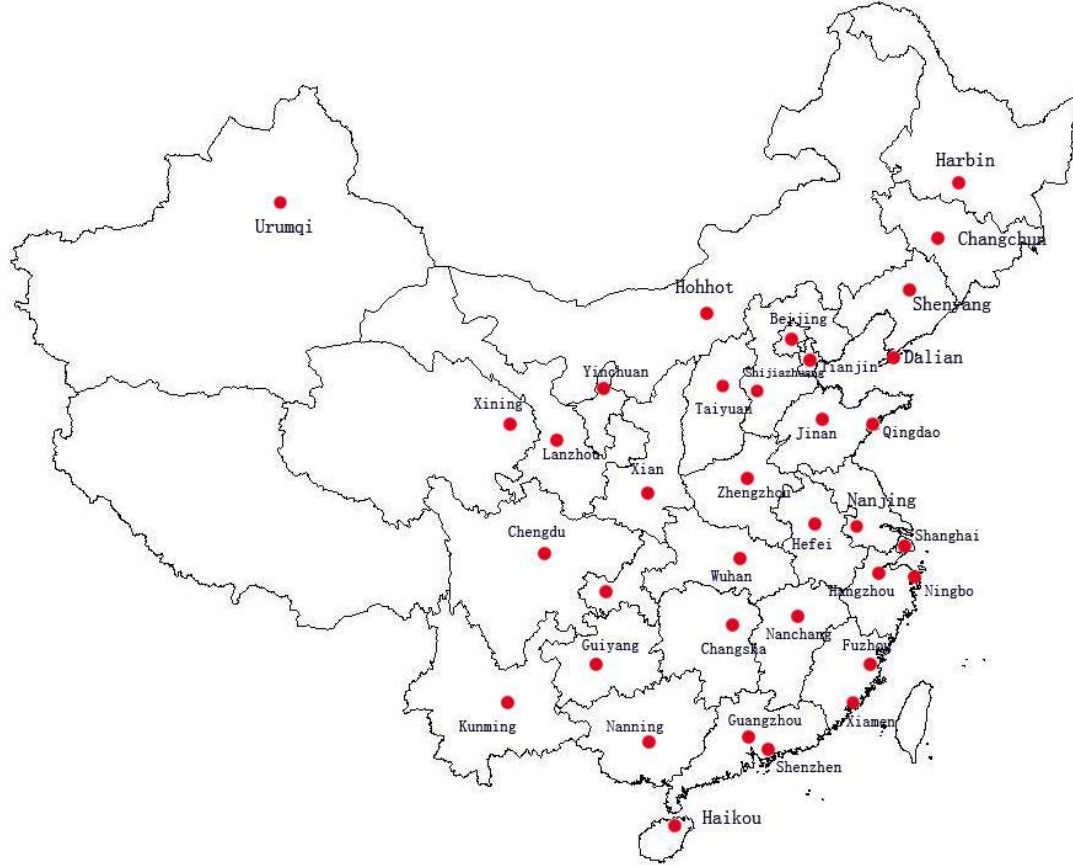 Harbin
Urumqi
Changchun
Hohhot
Shenyang
Beijing
Dalian
Tianjin
Shijiazhuang
Yinchuan
Taiyuan
Xining
Jinan
Qingdao
Lanzhou
Xian
Zhengzhou
Nanjing
Chengdu
Shanghai
Hefei
Wuhan
Hangzhou
Ningbo
Nanchang
Changsha
Fuzhou
Guiyang
Kunming
Nanning
Guangzhou
Xiamen
Shenzhen
Haikou